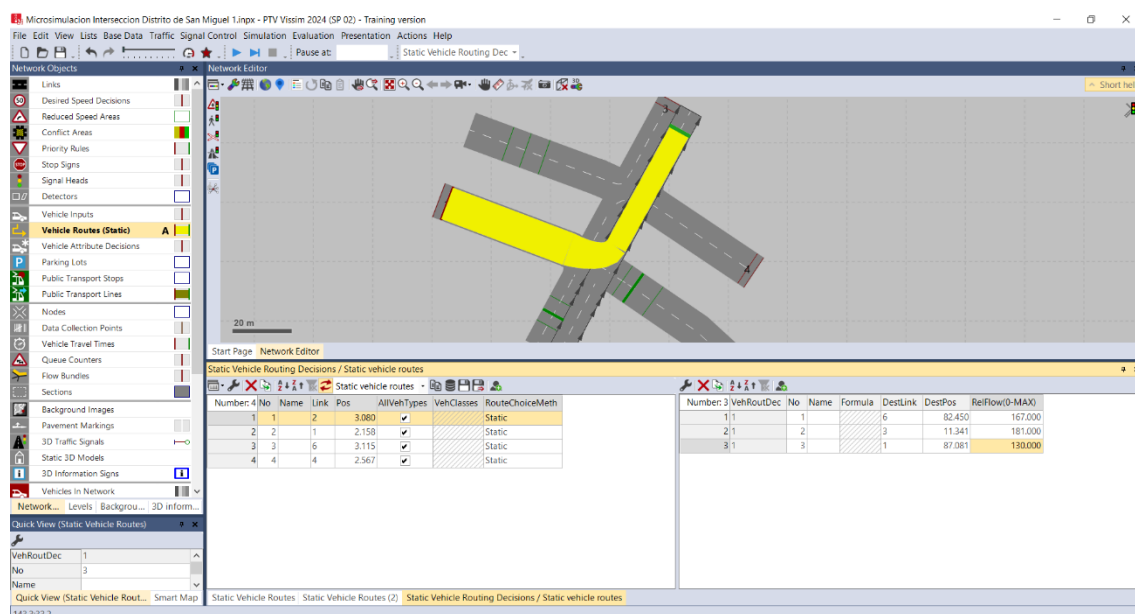 Microsimulacion Interseccion Distrito de San Miguel 1.inpx - PTV Vissim 2024 (SP 02) - Training version
File Edit View Lists Base Data Traffic Signal Control Simulation Evaluation Presentation Actions Help
Pause at: Static Vehicle Routing Dec
Network Objects
Links
Desired Speed Decisions
Reduced Speed Areas
Conflict Areas
Priority Rules
Stop Signs
Signal Heads
Detectors
Vehicle Inputs
Vehicle Routes (Static) A
Vehicle Attribute Decisions
Parking Lots
Public Transport Stops
Public Transport Lines
Nodes
Data Collection Points
Vehicle Travel Times
Queue Counters
Flow Bundles
Sections
Background Images
Pavement Markings
3D Traffic Signals
Static 3D Models
3D Information Signs
Vehicles In Network
Network... Levels Backgrou... 3D inform...
Quick View (Static Vehicle Routes)
VehRoutDec 1
No 3
Name
Quick View (Static Vehicle Rout... Smart Map
Network Editor
Short hel
3
4
20 m
Start Page Network Editor
Static Vehicle Routing Decisions / Static vehicle routes
Static vehicle routes
Number: 4 No Name Link Pos AllVehTypes VehClasses RouteChoiceMeth
1 1 2 3.080 Static
2 2 1 2.158 Static
3 3 6 3.115 Static
4 4 4 2.567 Static
Number: 3 VehRoutDec No Name Formula DestLink DestPos RelFlow(0-MAX)
1 1 1 6 82.450 167.000
2 1 2 3 11.341 181.000
3 1 3 1 87.081 130.000
Static Vehicle Routes Static Vehicle Routes (2) Static Vehicle Routing Decisions / Static vehicle routes